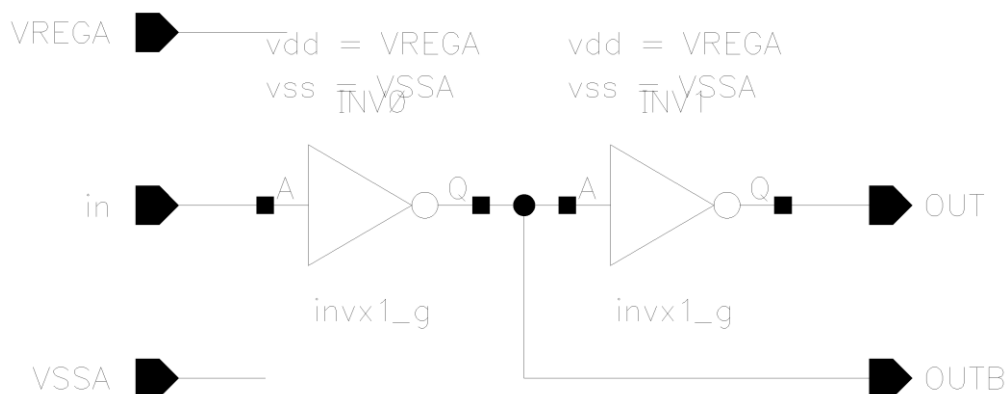 VREGA
vdd = VREGA
vdd = VREGA
vss = VSSA
vss = VSSA
INV0
INV1
in
A
Q
A
Q
OUT
invx1_g
invx1_g
VSSA
OUTB